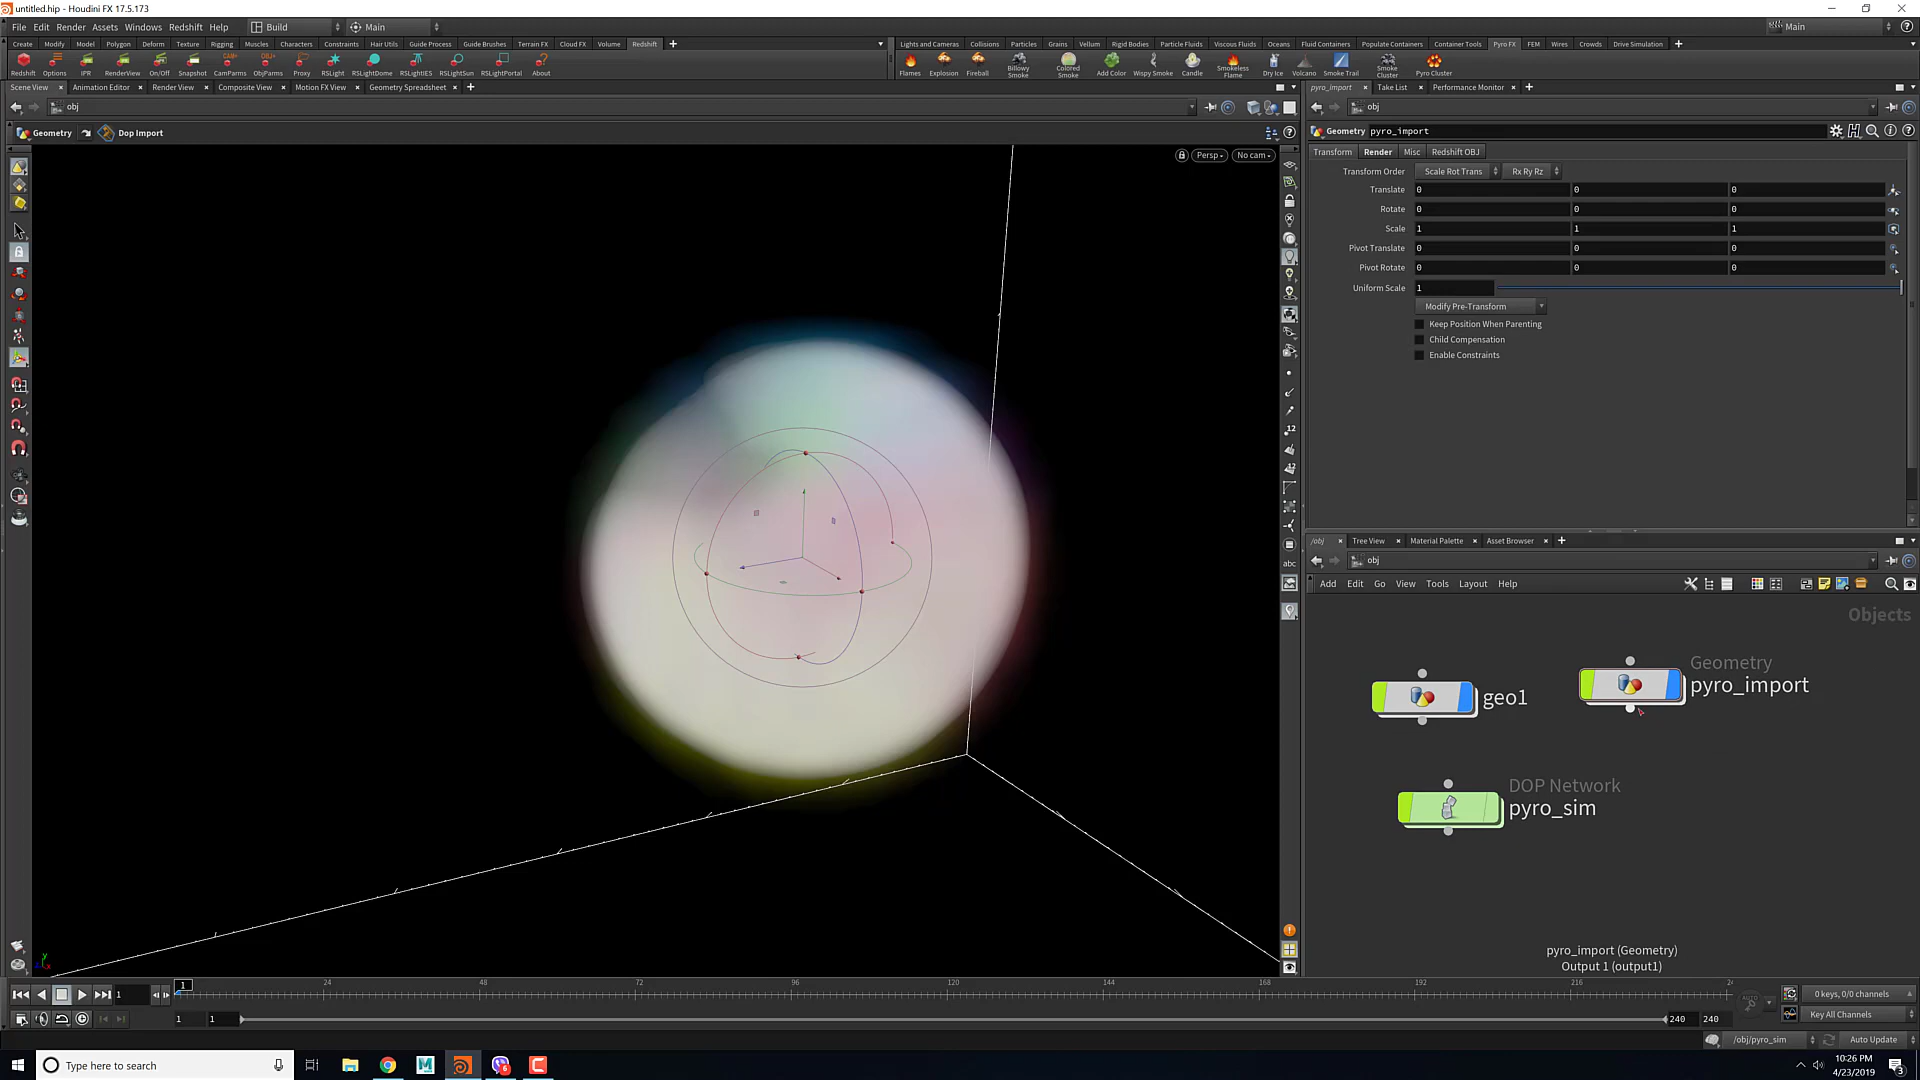 untitled.hip - Houdini FX 17.5.173
File Edit Render Assets Windows Redshift Help Build Main Main
Create Modify Model Polygon Deform Texture Rigging Muscles Characters Constraints Hair Utils Guide Process Guide Brushes Terrain FX Cloud FX Volume Redshift
Lights and Cameras Collisions Particles Grains Vellum Rigid Bodies Particle Fluids Viscous Fluids Oceans Fluid Containers Populate Containers Container Tools Pyro FX FEM Wires Crowds Drive Simulation
Redshift Options IPR RenderView On/Off Snapshot CamParms ObjParms Proxy RSLight RSLightDome RSLightIES RSLightSun RSLightPortal About
Flames Explosion Fireball Billowy Smoke Colored Smoke Add Color Wispy Smoke Candle Smokeless Flame Dry Ice Volcano Smoke Trail Smoke Cluster Pyro Cluster
Scene View Animation Editor Render View Composite View Motion FX View Geometry Spreadsheet
pyro_import Take List Performance Monitor
obj
obj
Geometry Dop Import
Geometry pyro_import
Persp No cam
Transform Render Misc Redshift OBJ
Transform Order Scale Rot Trans Rx Ry Rz
Translate 0 0 0
Rotate 0 0 0
Scale 1 1 1
Pivot Translate 0 0 0
Pivot Rotate 0 0 0
Uniform Scale 1
Modify Pre-Transform
Keep Position When Parenting
Child Compensation
Enable Constraints
12
12
abc
/obj Tree View Material Palette Asset Browser
obj
Add Edit Go View Tools Layout Help
Objects
Geometry
pyro_import
geo1
DOP Network
pyro_sim
pyro_import (Geometry)
Output 1 (output1)
1
1 24 48 72 96 120 144 168 192 216
0 keys, 0/0 channels
1 1 240 240
Key All Channels
/obj/pyro_sim Auto Update
Type here to search
10:26 PM
4/23/2019